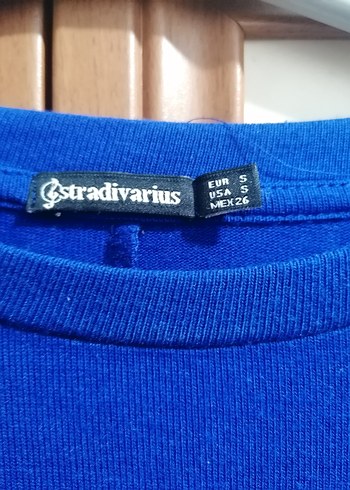 stradivarius
EUR S
USA S
MEX 26